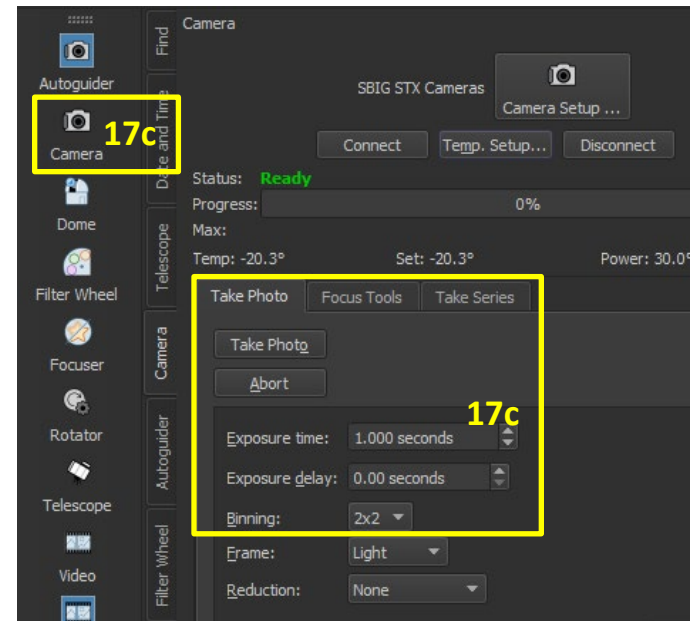 Autoguider
Camera
17c
Dome
Filter Wheel
Focuser
Rotator
Telescope
Video
Find
Date and Time
Telescope
Camera
Autoguider
Filter Wheel
Camera
SBIG STX Cameras
Camera Setup ...
Connect
Temp. Setup...
Disconnect
Status: Ready
Progress: 0%
Max:
Temp: -20.3° Set: -20.3° Power: 30.0°
Take Photo Focus Tools Take Series
Take Photo
Abort
17c
Exposure time: 1.000 seconds
Exposure delay: 0.00 seconds
Binning: 2x2
Frame: Light
Reduction: None